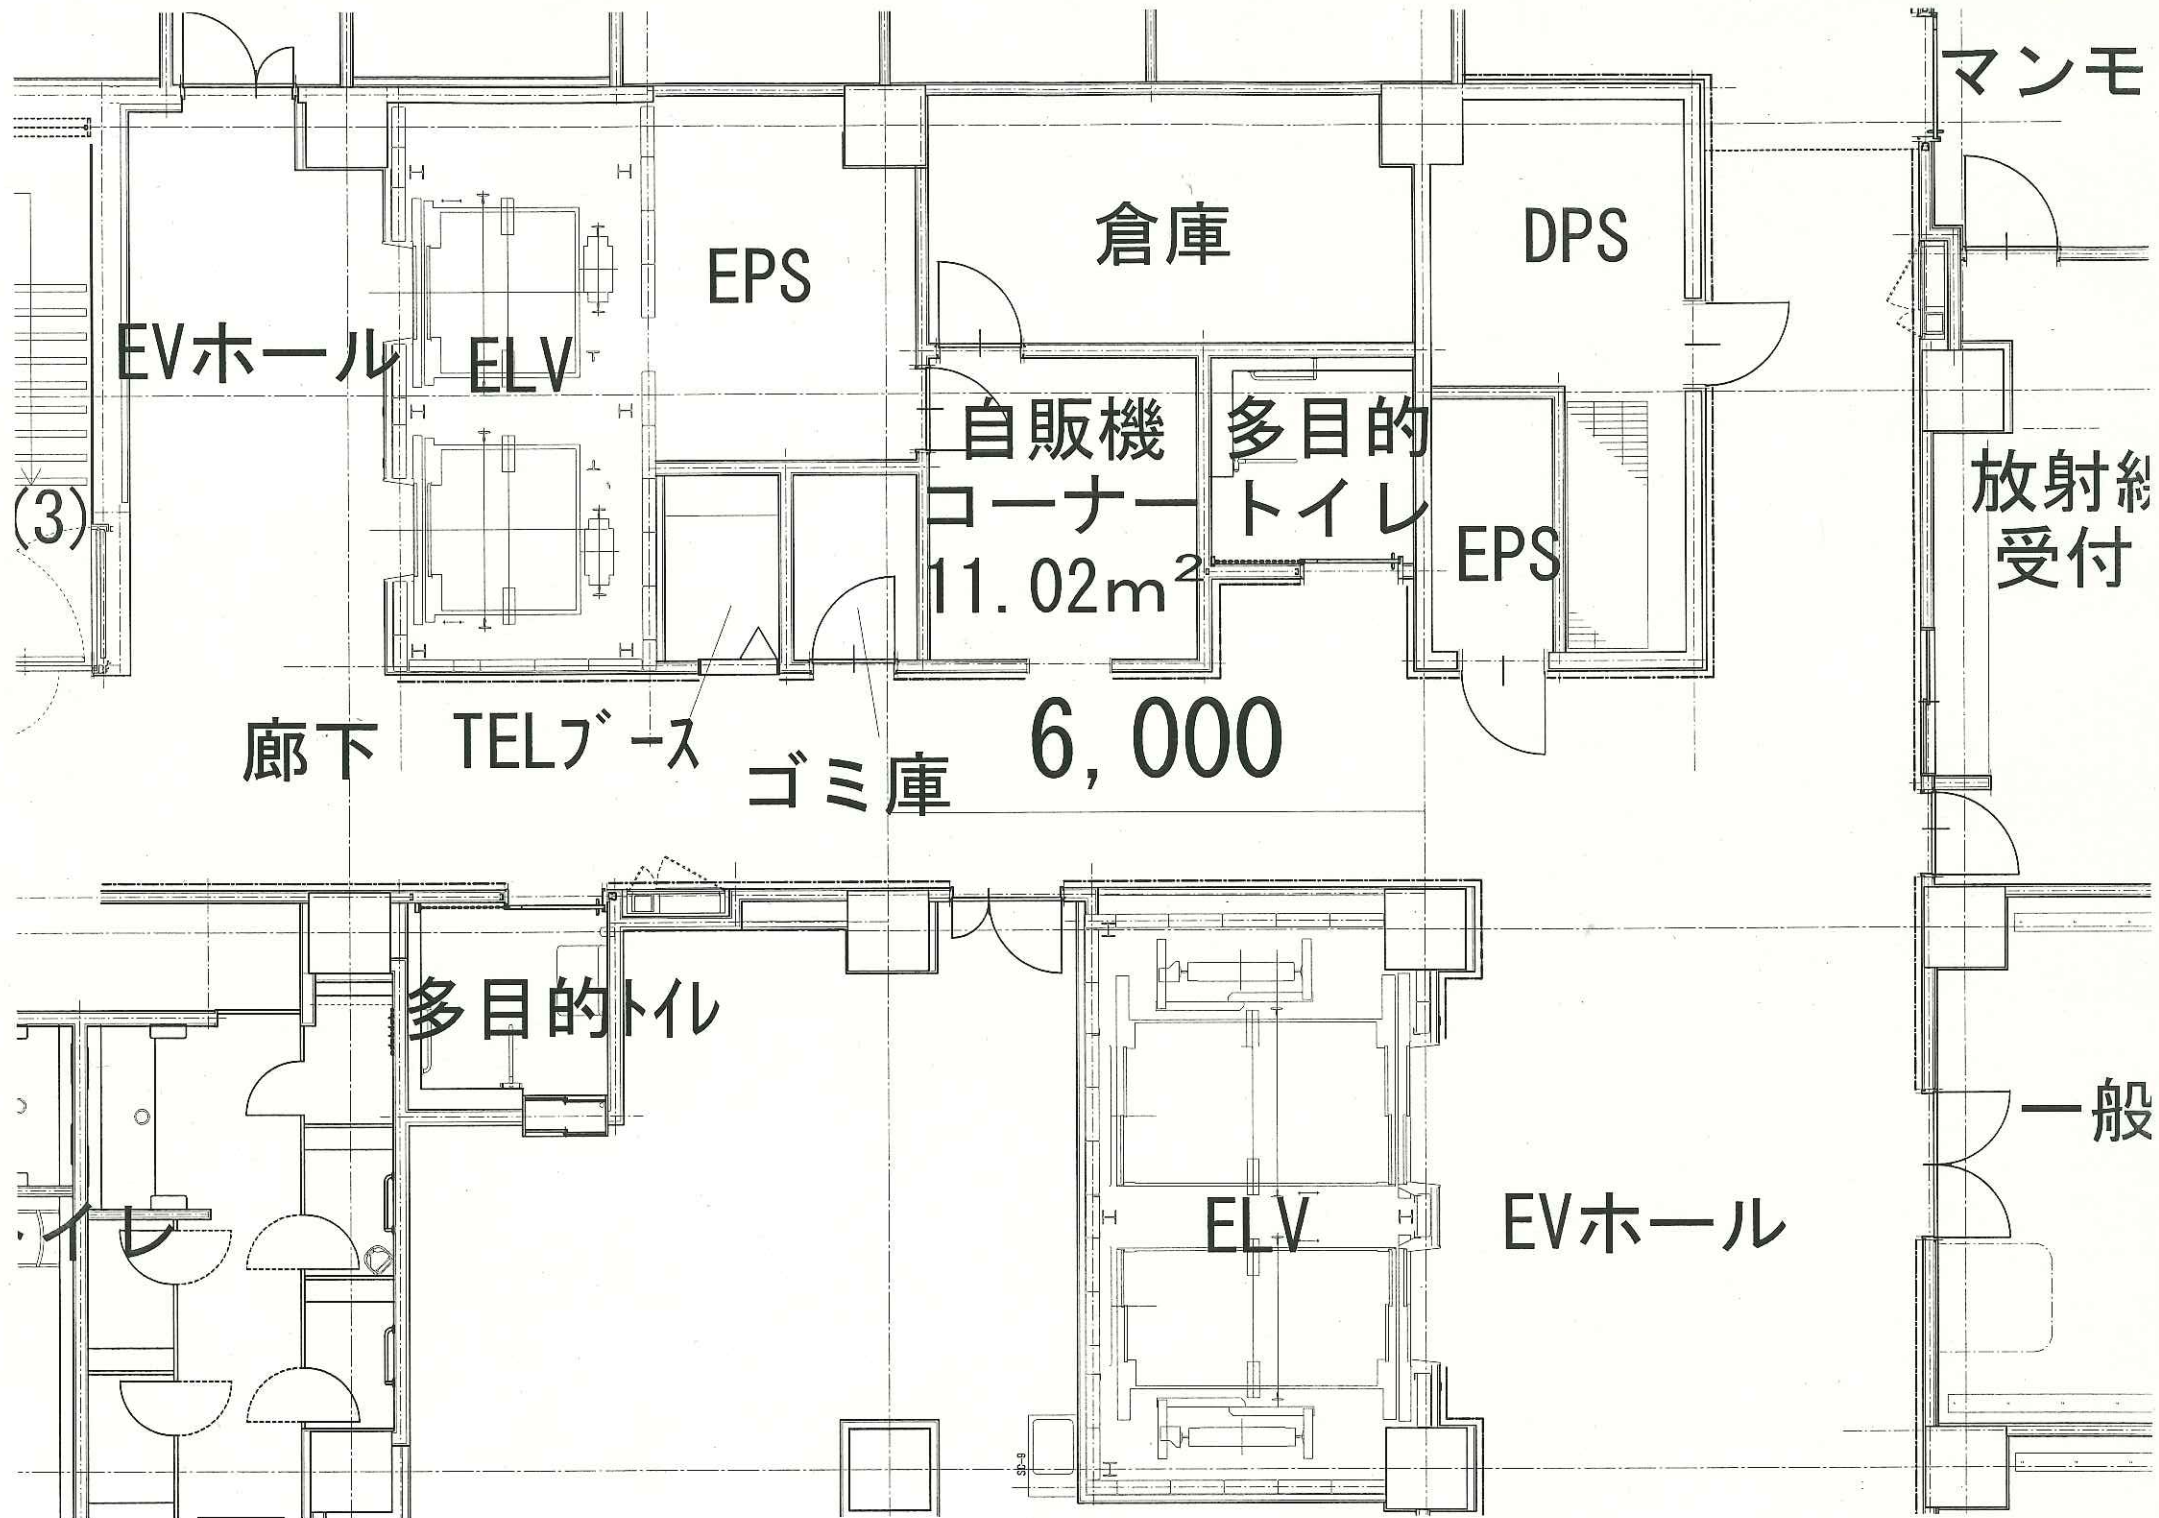 マンモ
倉庫
DPS
EPS
EVホール
ELV
自販機
コーナー
11.02m²
多目的
トイレ
EPS
(3)
放射線
受付
廊下
TELブース
ゴミ庫
6,000
多目的トイレ
イレ
ELV
EVホール
一般
SC-9